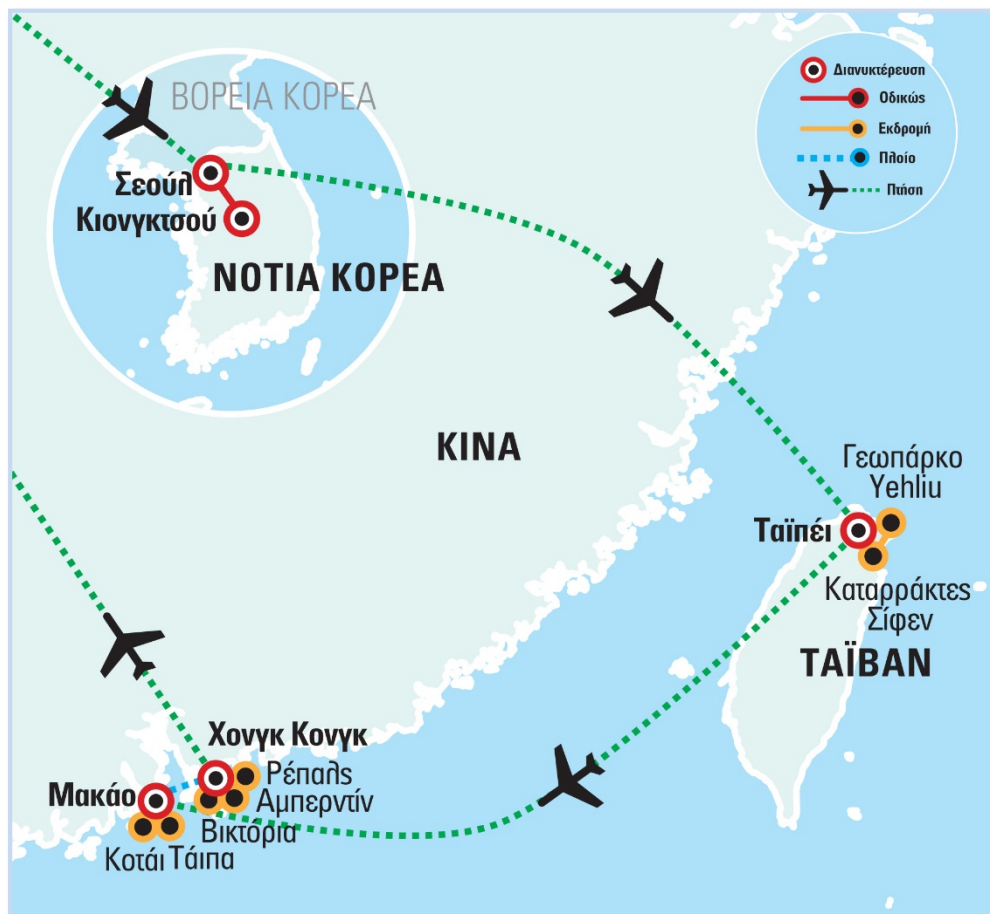 ΒΟΡΕΙΑ ΚΟΡΕΑ
Σεούλ
Κιονγκτσού
ΝΟΤΙΑ ΚΟΡΕΑ
Διανυκτέρευση
Οδικώς
Εκδρομή
Πλοίο
Πτήση
ΚΙΝΑ
Γεωπάρκο
Yehliu
Ταϊπέι
Καταρράκτες
Σίφεν
ΤΑΪΒΑΝ
Χονγκ Κονγκ
Ρέπαλς
Αμπερντίν
Βικτόρια
Μακάο
Κοτάι Τάιπα